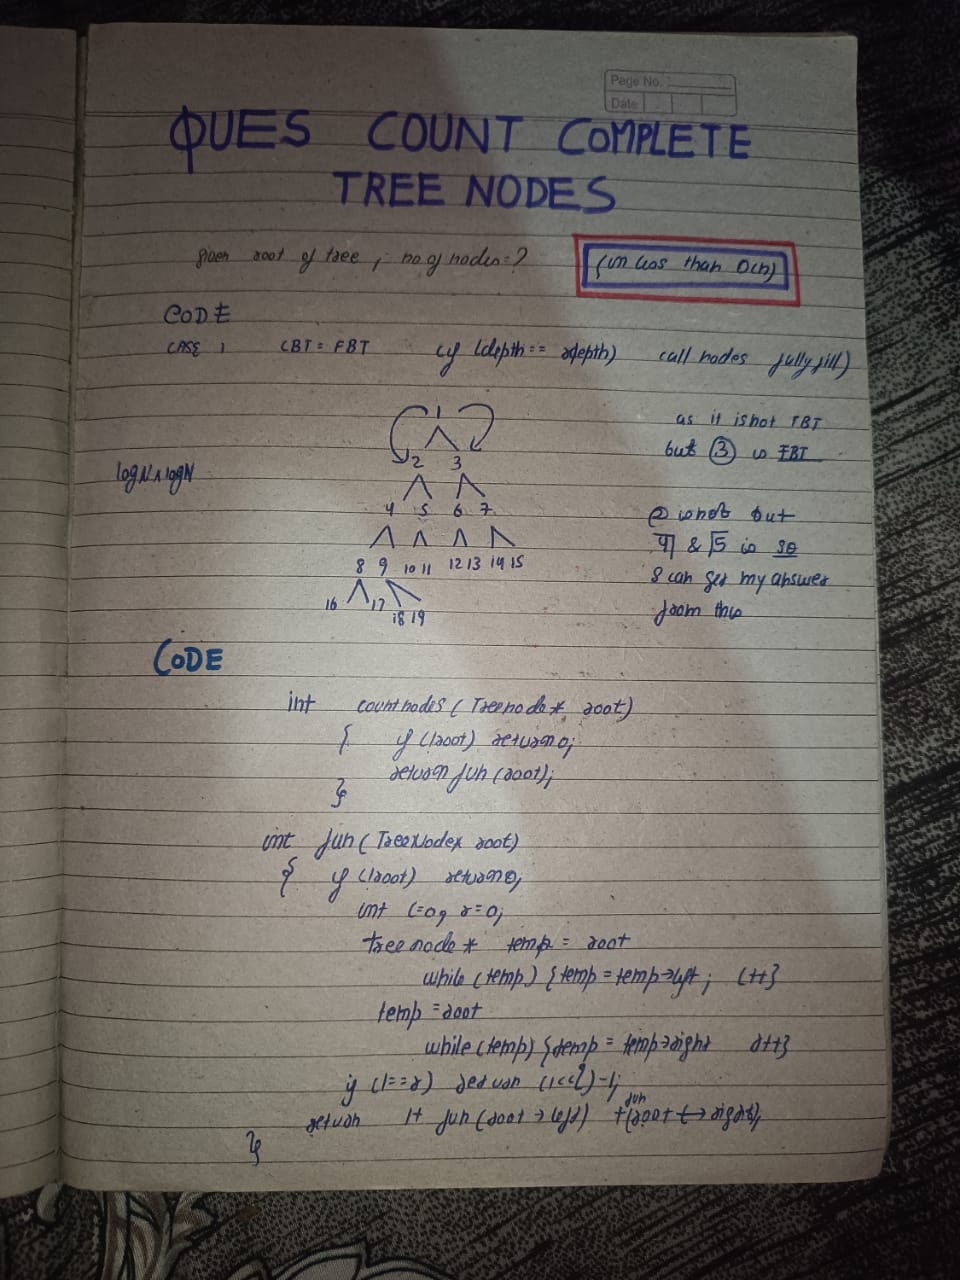 Page No.
Date
QUES COUNT COMPLETE
TREE NODES
given root of tree, no of nodes=?
(in less than O(n)
CODE
CASE 1 CBT = FBT if (ldepth == rdepth) (all nodes fully fill)
as it is not FBT
but 3 is FBT
logN x logN
1
2 3
4 5 6 7
8 9 10 11 12 13 14 15
16 17 18 19
2 is not but
4 & 5 is so
I can get my answer
from this
CODE
int countnodes (Treenode* root)
{ if (!root) return 0;
return fun (root);
}
int fun (TreeNode* root)
{ if (!root) return 0;
int l=0, r=0;
treenode* temp = root
while (temp) {temp = temp->left; l++}
temp = root
while (temp) {temp = temp->right r++}
if (l==r) return (1<<l)-1;
return 1+ fun (root->left) + fun (root->right);
}